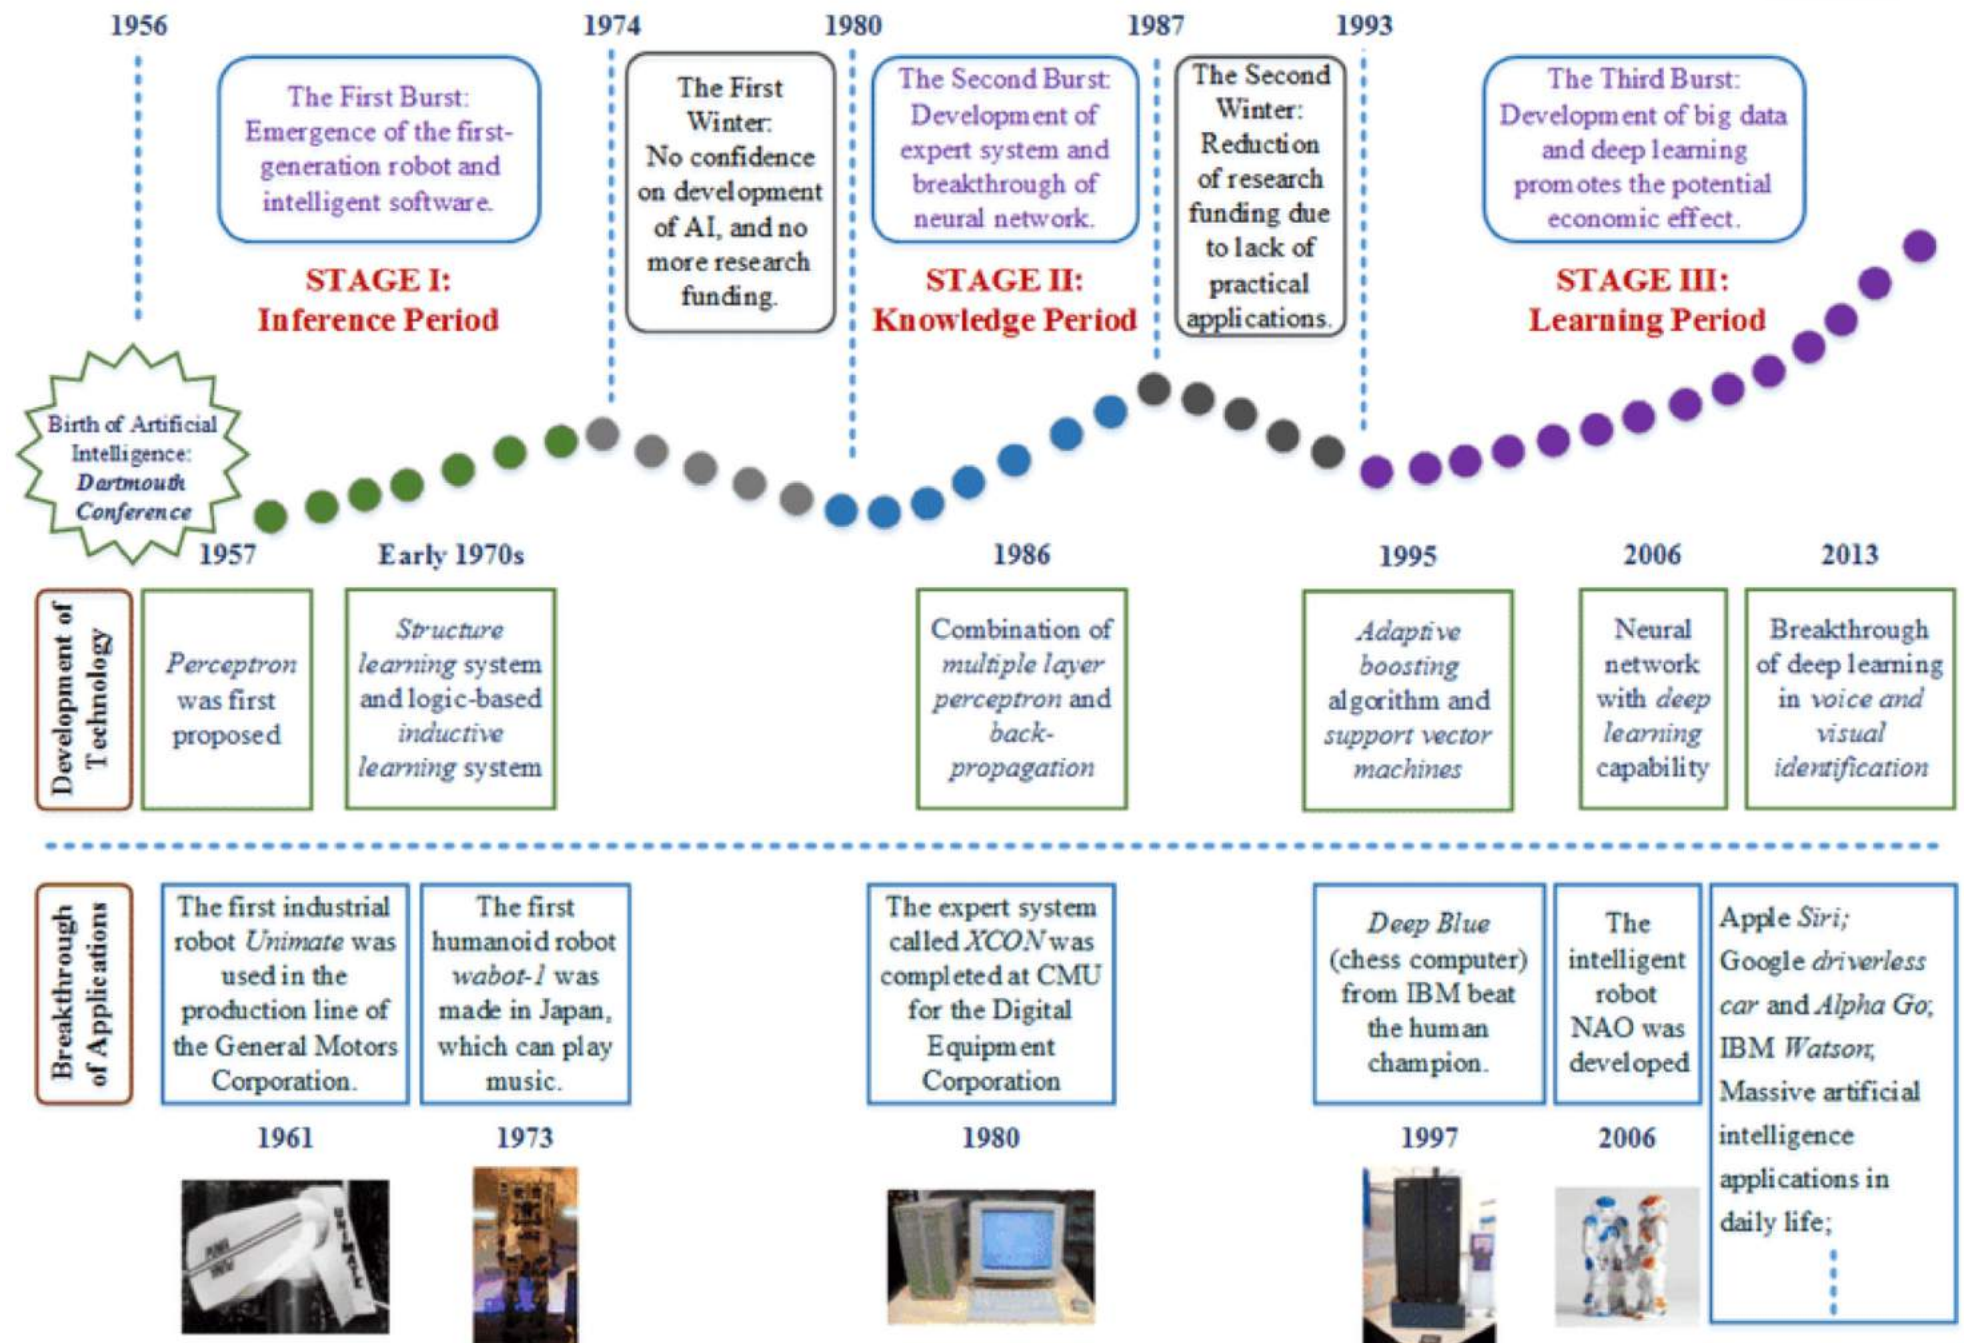 1956
1974
1980
1987
1993
The First Burst:
Emergence of the first-
generation robot and
intelligent software.
The First
Winter:
No confidence
on development
of AI, and no
more research
funding.
The Second Burst:
Development of
expert system and
breakthrough of
neural network.
The Second
Winter:
Reduction
of research
funding due
to lack of
practical
applications.
The Third Burst:
Development of big data
and deep learning
promotes the potential
economic effect.
STAGE I:
Inference Period
STAGE II:
Knowledge Period
STAGE III:
Learning Period
Birth of Artificial
Intelligence:
Dartmouth
Conference
1957
Early 1970s
1986
1995
2006
2013
Development of
Technology
Perceptron
was first
proposed
Structure
learning system
and logic-based
inductive
learning system
Combination of
multiple layer
perceptron and
back-
propagation
Adaptive
boosting
algorithm and
support vector
machines
Neural
network
with deep
learning
capability
Breakthrough
of deep learning
in voice and
visual
identification
Breakthrough
of Applications
The first industrial
robot Unimate was
used in the
production line of
the General Motors
Corporation.
The first
humanoid robot
wabot-1 was
made in Japan,
which can play
music.
The expert system
called XCON was
completed at CMU
for the Digital
Equipment
Corporation
Deep Blue
(chess computer)
from IBM beat
the human
champion.
The
intelligent
robot
NAO was
developed
Apple Siri;
Google driverless
car and Alpha Go;
IBM Watson;
Massive artificial
intelligence
applications in
daily life;
1961
1973
1980
1997
2006
UNIMATE